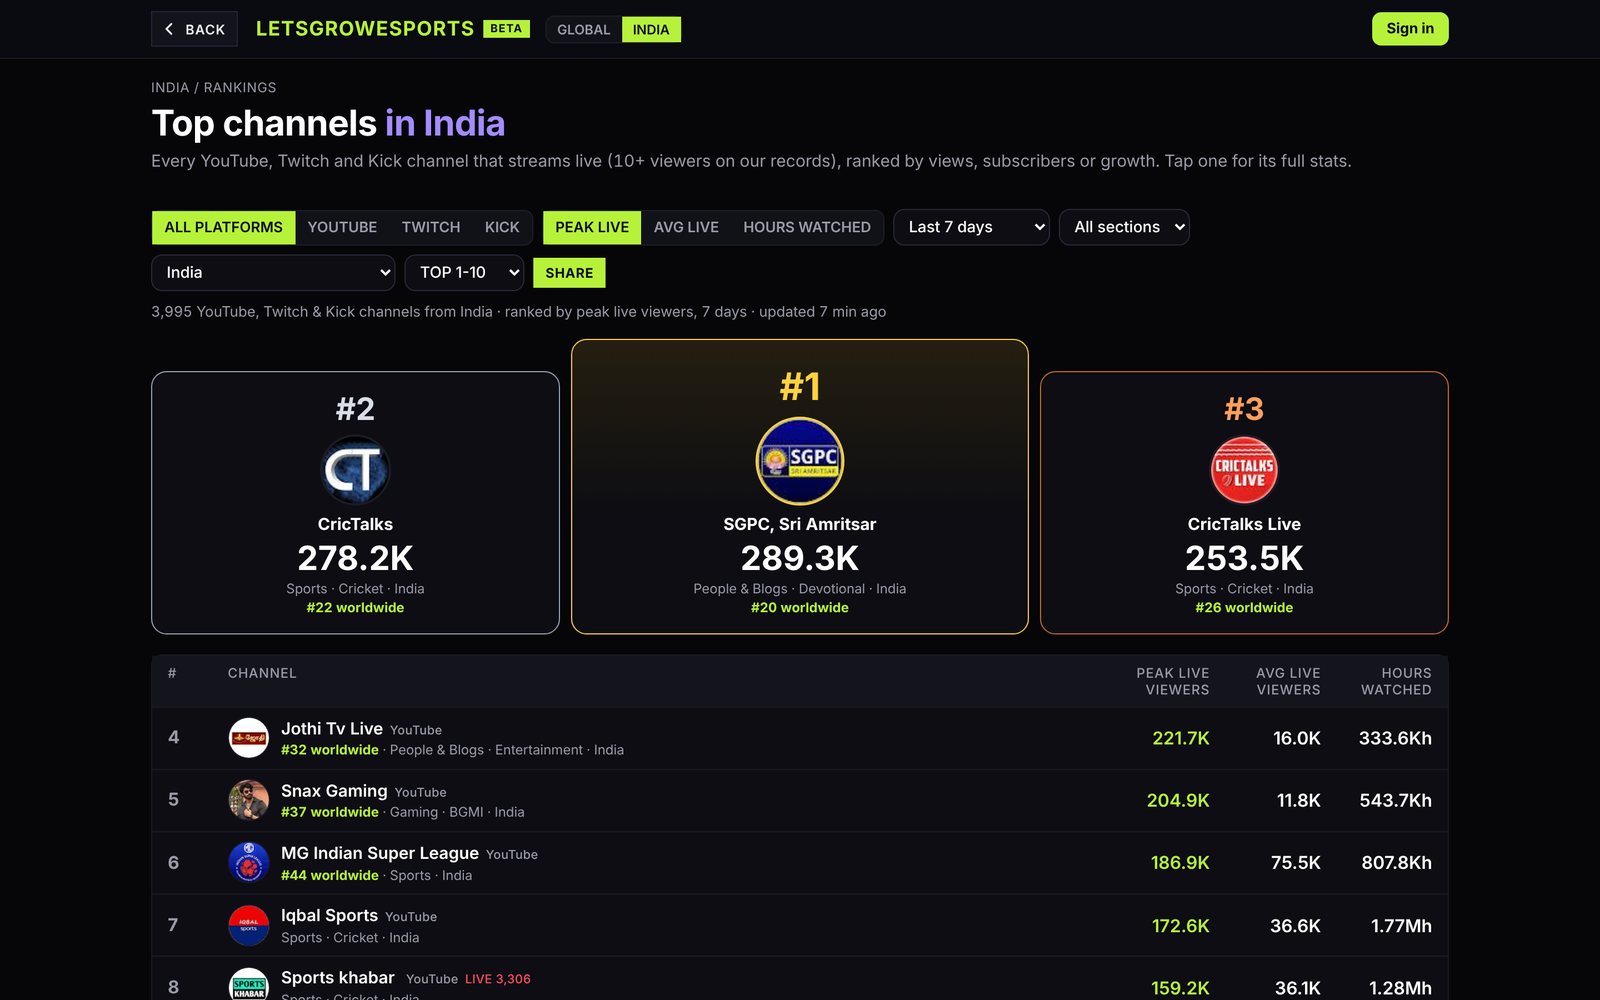 BACK
LETSGROWESPORTS BETA
GLOBAL INDIA
Sign in
INDIA / RANKINGS
Top channels in India
Every YouTube, Twitch and Kick channel that streams live (10+ viewers on our records), ranked by views, subscribers or growth. Tap one for its full stats.
ALL PLATFORMS YOUTUBE TWITCH KICK
PEAK LIVE AVG LIVE HOURS WATCHED
Last 7 days
All sections
India
TOP 1-10
SHARE
3,995 YouTube, Twitch & Kick channels from India · ranked by peak live viewers, 7 days · updated 7 min ago
#2
CT
CricTalks
278.2K
Sports · Cricket · India
#22 worldwide
#1
SGPC
SRI AMRITSAR
SGPC, Sri Amritsar
289.3K
People & Blogs · Devotional · India
#20 worldwide
#3
CRICTALKS
LIVE
CricTalks Live
253.5K
Sports · Cricket · India
#26 worldwide
# CHANNEL PEAK LIVE VIEWERS AVG LIVE VIEWERS HOURS WATCHED
4 Jothi Tv Live YouTube 221.7K 16.0K 333.6Kh
#32 worldwide · People & Blogs · Entertainment · India
5 Snax Gaming YouTube 204.9K 11.8K 543.7Kh
#37 worldwide · Gaming · BGMI · India
6 MG Indian Super League YouTube 186.9K 75.5K 807.8Kh
#44 worldwide · Sports · India
IQBAL
sports
7 Iqbal Sports YouTube 172.6K 36.6K 1.77Mh
Sports · Cricket · India
SPORTS
KHABAR
8 Sports khabar YouTube LIVE 3,306 159.2K 36.1K 1.28Mh
Sports · Cricket · India